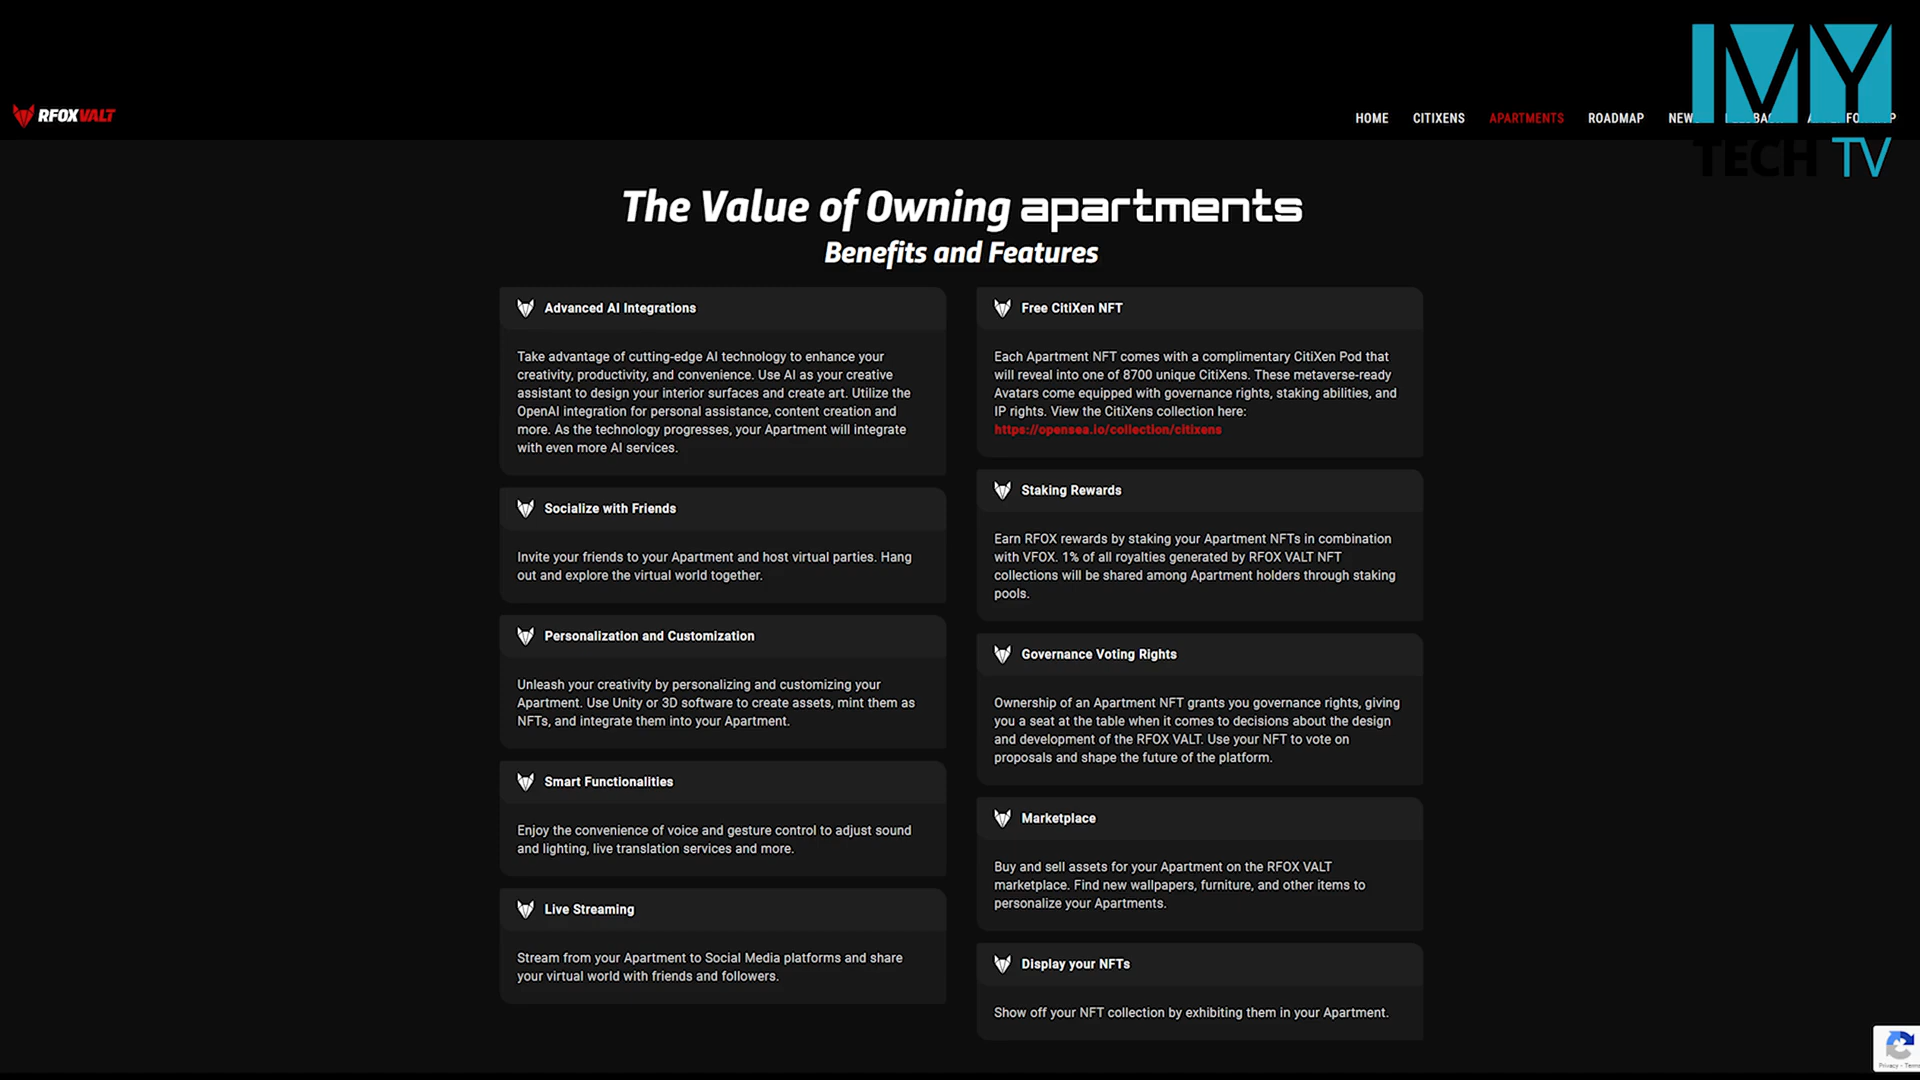 IVY
TECH TV
RFOXVALT
HOME CITIXENS APARTMENTS ROADMAP
The Value of Owning apartments
Benefits and Features
Advanced AI Integrations
Take advantage of cutting-edge AI technology to enhance your
creativity, productivity, and convenience. Use AI as your creative
assistant to design your interior surfaces and create art. Utilize the
OpenAI integration for personal assistance, content creation and
more. As the technology progresses, your Apartment will integrate
with even more AI services.
Socialize with Friends
Invite your friends to your Apartment and host virtual parties. Hang
out and explore the virtual world together.
Personalization and Customization
Unleash your creativity by personalizing and customizing your
Apartment. Use Unity or 3D software to create assets, mint them as
NFTs, and integrate them into your Apartment.
Smart Functionalities
Enjoy the convenience of voice and gesture control to adjust sound
and lighting, live translation services and more.
Live Streaming
Stream from your Apartment to Social Media platforms and share
your virtual world with friends and followers.
Free CitiXen NFT
Each Apartment NFT comes with a complimentary CitiXen Pod that
will reveal into one of 8700 unique CitiXens. These metaverse-ready
Avatars come equipped with governance rights, staking abilities, and
IP rights. View the CitiXens collection here:
https://opensea.io/collection/citixens
Staking Rewards
Earn RFOX rewards by staking your Apartment NFTs in combination
with VFOX. 1% of all royalties generated by RFOX VALT NFT
collections will be shared among Apartment holders through staking
pools.
Governance Voting Rights
Ownership of an Apartment NFT grants you governance rights, giving
you a seat at the table when it comes to decisions about the design
and development of the RFOX VALT. Use your NFT to vote on
proposals and shape the future of the platform.
Marketplace
Buy and sell assets for your Apartment on the RFOX VALT
marketplace. Find new wallpapers, furniture, and other items to
personalize your Apartments.
Display your NFTs
Show off your NFT collection by exhibiting them in your Apartment.
Privacy - Terms